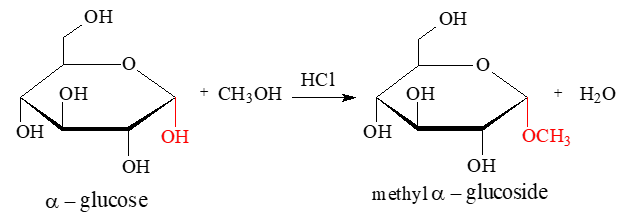 OH OH
O O
OH + CH3OH HCl OH + H2O
OH OH OH OCH3
OH OH
α – glucose methyl α – glucoside